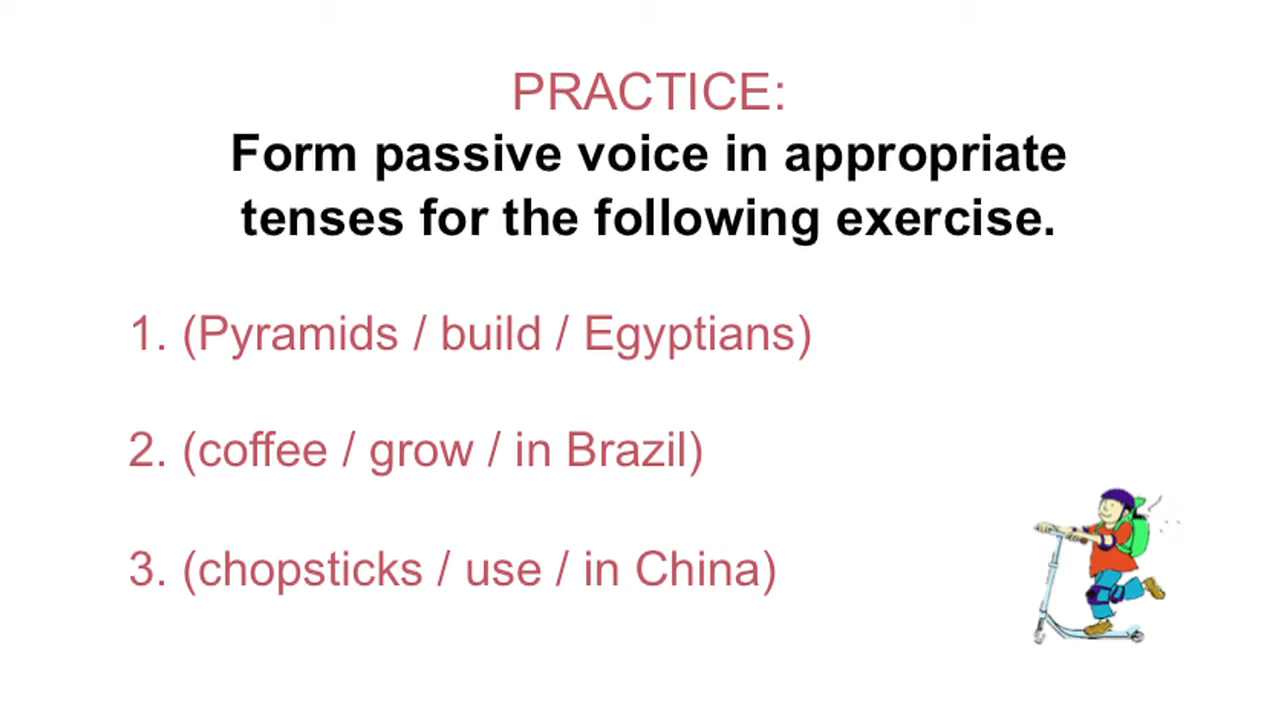 PRACTICE:
Form passive voice in appropriate
tenses for the following exercise.
1. (Pyramids / build / Egyptians)
2. (coffee / grow / in Brazil)
3. (chopsticks / use / in China)